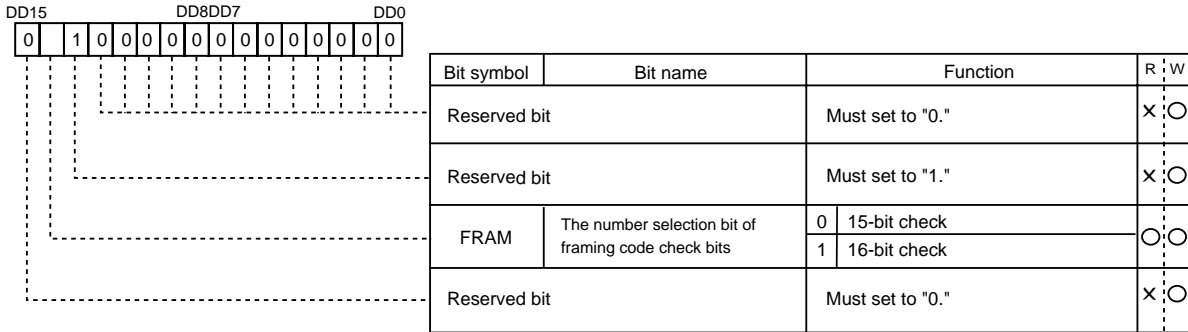 DD15 DD8DD7 DD0
0 1 0 0 0 0 0 0 0 0 0 0 0 0 0
Bit symbol Bit name Function R W
Reserved bit Must set to "0." × ○
Reserved bit Must set to "1." × ○
FRAM The number selection bit of framing code check bits 0 15-bit check ○ ○
1 16-bit check
Reserved bit Must set to "0." × ○